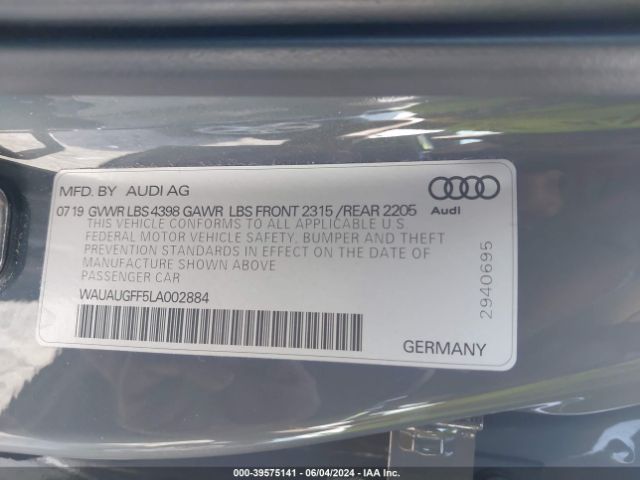 MFD. BY AUDI AG
07 19 GVWR LBS 4398 GAWR LBS FRONT 2315 / REAR 2205
Audi
THIS VEHICLE CONFORMS TO ALL APPLICABLE U S
FEDERAL MOTOR VEHICLE SAFETY, BUMPER AND THEFT
PREVENTION STANDARDS IN EFFECT ON THE DATE OF
MANUFACTURE SHOWN ABOVE
PASSENGER CAR
WAUAUGFF5LA002884
2940695
GERMANY
000-39575141 - 06/04/2024 - IAA Inc.